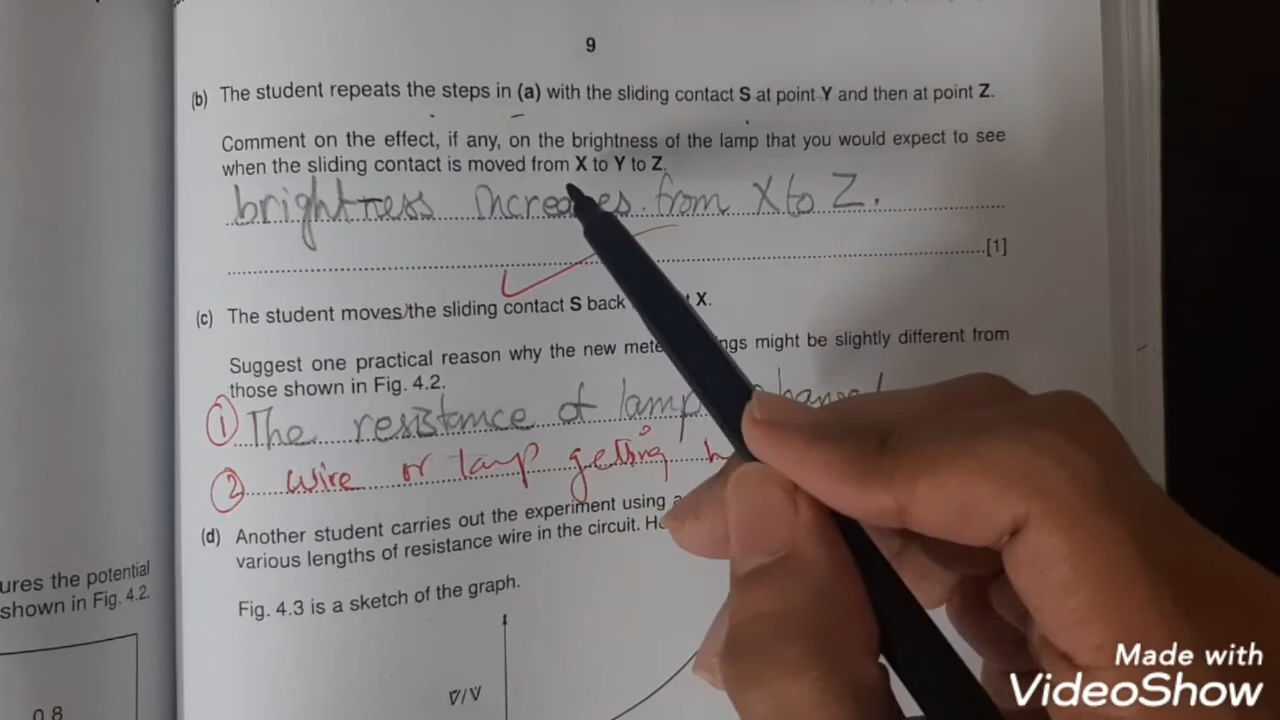 9
(b) The student repeats the steps in (a) with the sliding contact S at point Y and then at point Z.
Comment on the effect, if any, on the brightness of the lamp that you would expect to see
when the sliding contact is moved from X to Y to Z.
brightness increases from X to Z.
[1]
(c) The student moves the sliding contact S back X.
Suggest one practical reason why the new might be slightly different from
those shown in Fig. 4.2.
① The resistance of lamp
② wire or lamp getting
(d) Another student carries out the experiment using
various lengths of resistance wire in the circuit.
Fig. 4.3 is a sketch of the graph.
ures the potential
shown in Fig. 4.2.
0.8
V/V
Made with
VideoShow